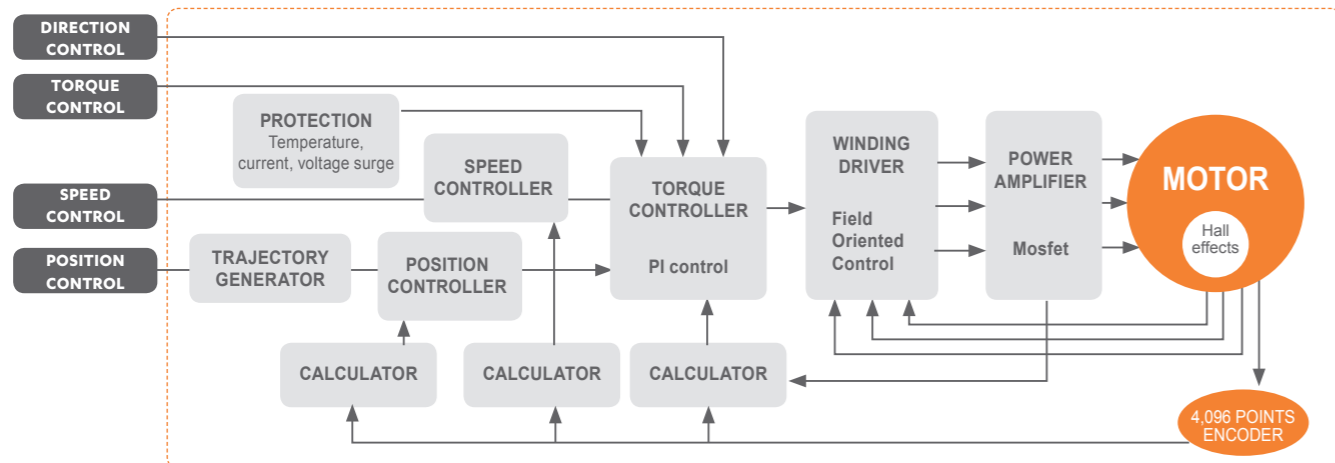 DIRECTION
CONTROL
TORQUE
CONTROL
PROTECTION
Temperature,
current, voltage surge
SPEED
CONTROLLER
SPEED
CONTROL
POSITION
CONTROL
TRAJECTORY
GENERATOR
POSITION
CONTROLLER
TORQUE
CONTROLLER
PI control
WINDING
DRIVER
Field
Oriented
Control
POWER
AMPLIFIER
Mosfet
MOTOR
Hall
effects
CALCULATOR
CALCULATOR
CALCULATOR
4,096 POINTS
ENCODER